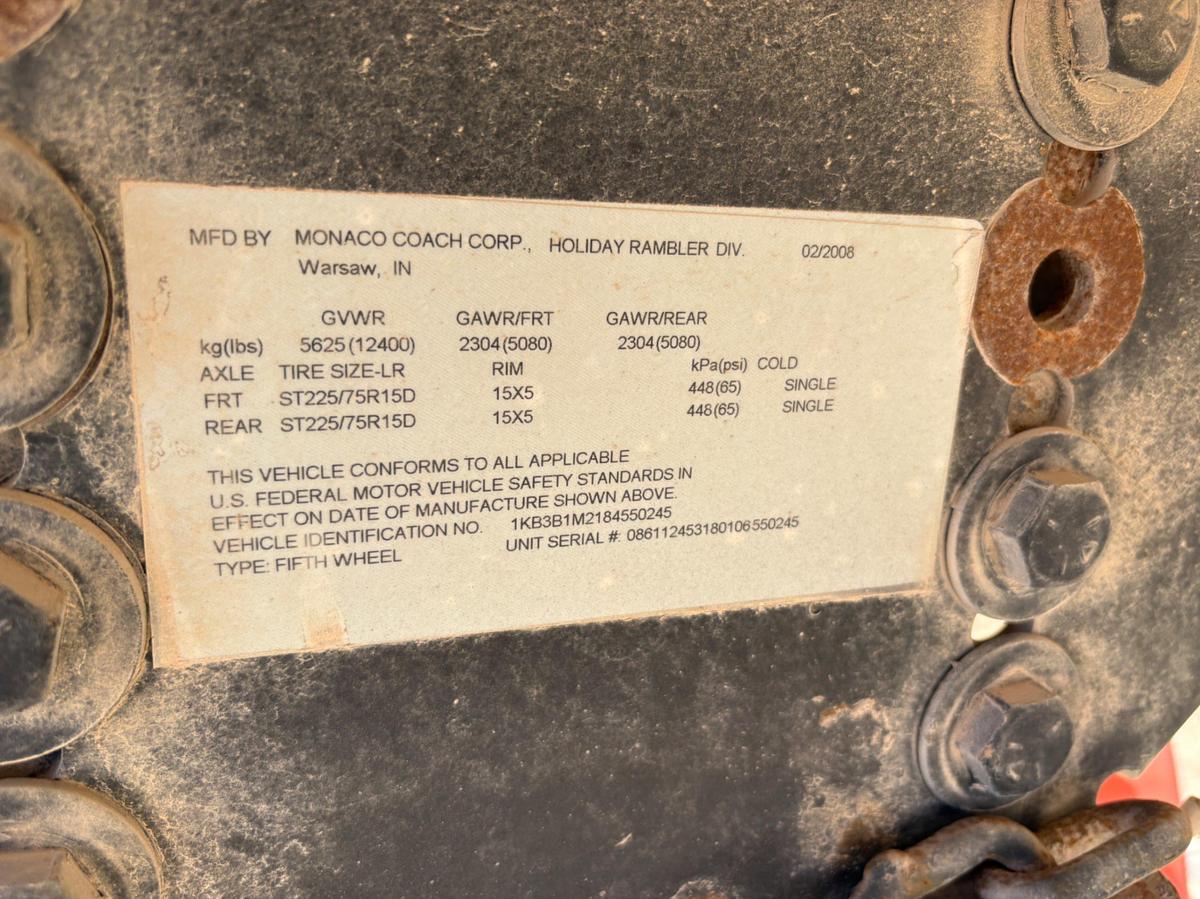 MFD BY MONACO COACH CORP., HOLIDAY RAMBLER DIV. 02/2008
Warsaw, IN
GVWR GAWR/FRT GAWR/REAR
kg(lbs) 5625 (12400) 2304 (5080) 2304 (5080)
AXLE TIRE SIZE-LR RIM kPa(psi) COLD
FRT ST225/75R15D 15X5 448(65) SINGLE
REAR ST225/75R15D 15X5 448(65) SINGLE
THIS VEHICLE CONFORMS TO ALL APPLICABLE
U.S. FEDERAL MOTOR VEHICLE SAFETY STANDARDS IN
EFFECT ON DATE OF MANUFACTURE SHOWN ABOVE.
VEHICLE IDENTIFICATION NO. 1KB3B1M2184550245
TYPE: FIFTH WHEEL UNIT SERIAL #: 086112453180106550245